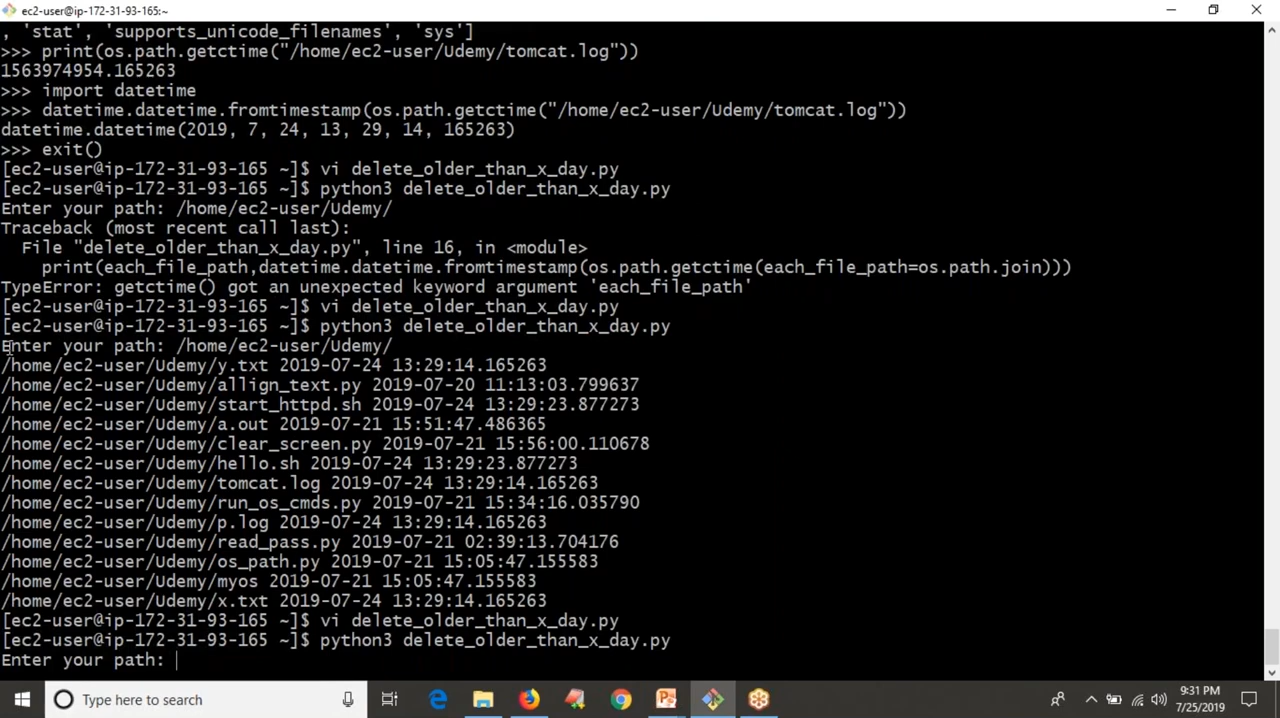 ec2-user@ip-172-31-93-165:~
, 'stat', 'supports_unicode_filenames', 'sys']
>>> print(os.path.getctime("/home/ec2-user/Udemy/tomcat.log"))
1563974954.165263
>>> import datetime
>>> datetime.datetime.fromtimestamp(os.path.getctime("/home/ec2-user/Udemy/tomcat.log"))
datetime.datetime(2019, 7, 24, 13, 29, 14, 165263)
>>> exit()
[ec2-user@ip-172-31-93-165 ~]$ vi delete_older_than_x_day.py
[ec2-user@ip-172-31-93-165 ~]$ python3 delete_older_than_x_day.py
Enter your path: /home/ec2-user/Udemy/
Traceback (most recent call last):
  File "delete_older_than_x_day.py", line 16, in <module>
    print(each_file_path,datetime.datetime.fromtimestamp(os.path.getctime(each_file_path=os.path.join)))
TypeError: getctime() got an unexpected keyword argument 'each_file_path'
[ec2-user@ip-172-31-93-165 ~]$ vi delete_older_than_x_day.py
[ec2-user@ip-172-31-93-165 ~]$ python3 delete_older_than_x_day.py
Enter your path: /home/ec2-user/Udemy/
/home/ec2-user/Udemy/y.txt 2019-07-24 13:29:14.165263
/home/ec2-user/Udemy/allign_text.py 2019-07-20 11:13:03.799637
/home/ec2-user/Udemy/start_httpd.sh 2019-07-24 13:29:23.877273
/home/ec2-user/Udemy/a.out 2019-07-21 15:51:47.486365
/home/ec2-user/Udemy/clear_screen.py 2019-07-21 15:56:00.110678
/home/ec2-user/Udemy/hello.sh 2019-07-24 13:29:23.877273
/home/ec2-user/Udemy/tomcat.log 2019-07-24 13:29:14.165263
/home/ec2-user/Udemy/run_os_cmds.py 2019-07-21 15:34:16.035790
/home/ec2-user/Udemy/p.log 2019-07-24 13:29:14.165263
/home/ec2-user/Udemy/read_pass.py 2019-07-21 02:39:13.704176
/home/ec2-user/Udemy/os_path.py 2019-07-21 15:05:47.155583
/home/ec2-user/Udemy/myos 2019-07-21 15:05:47.155583
/home/ec2-user/Udemy/x.txt 2019-07-24 13:29:14.165263
[ec2-user@ip-172-31-93-165 ~]$ vi delete_older_than_x_day.py
[ec2-user@ip-172-31-93-165 ~]$ python3 delete_older_than_x_day.py
Enter your path:
Type here to search
9:31 PM
7/25/2019